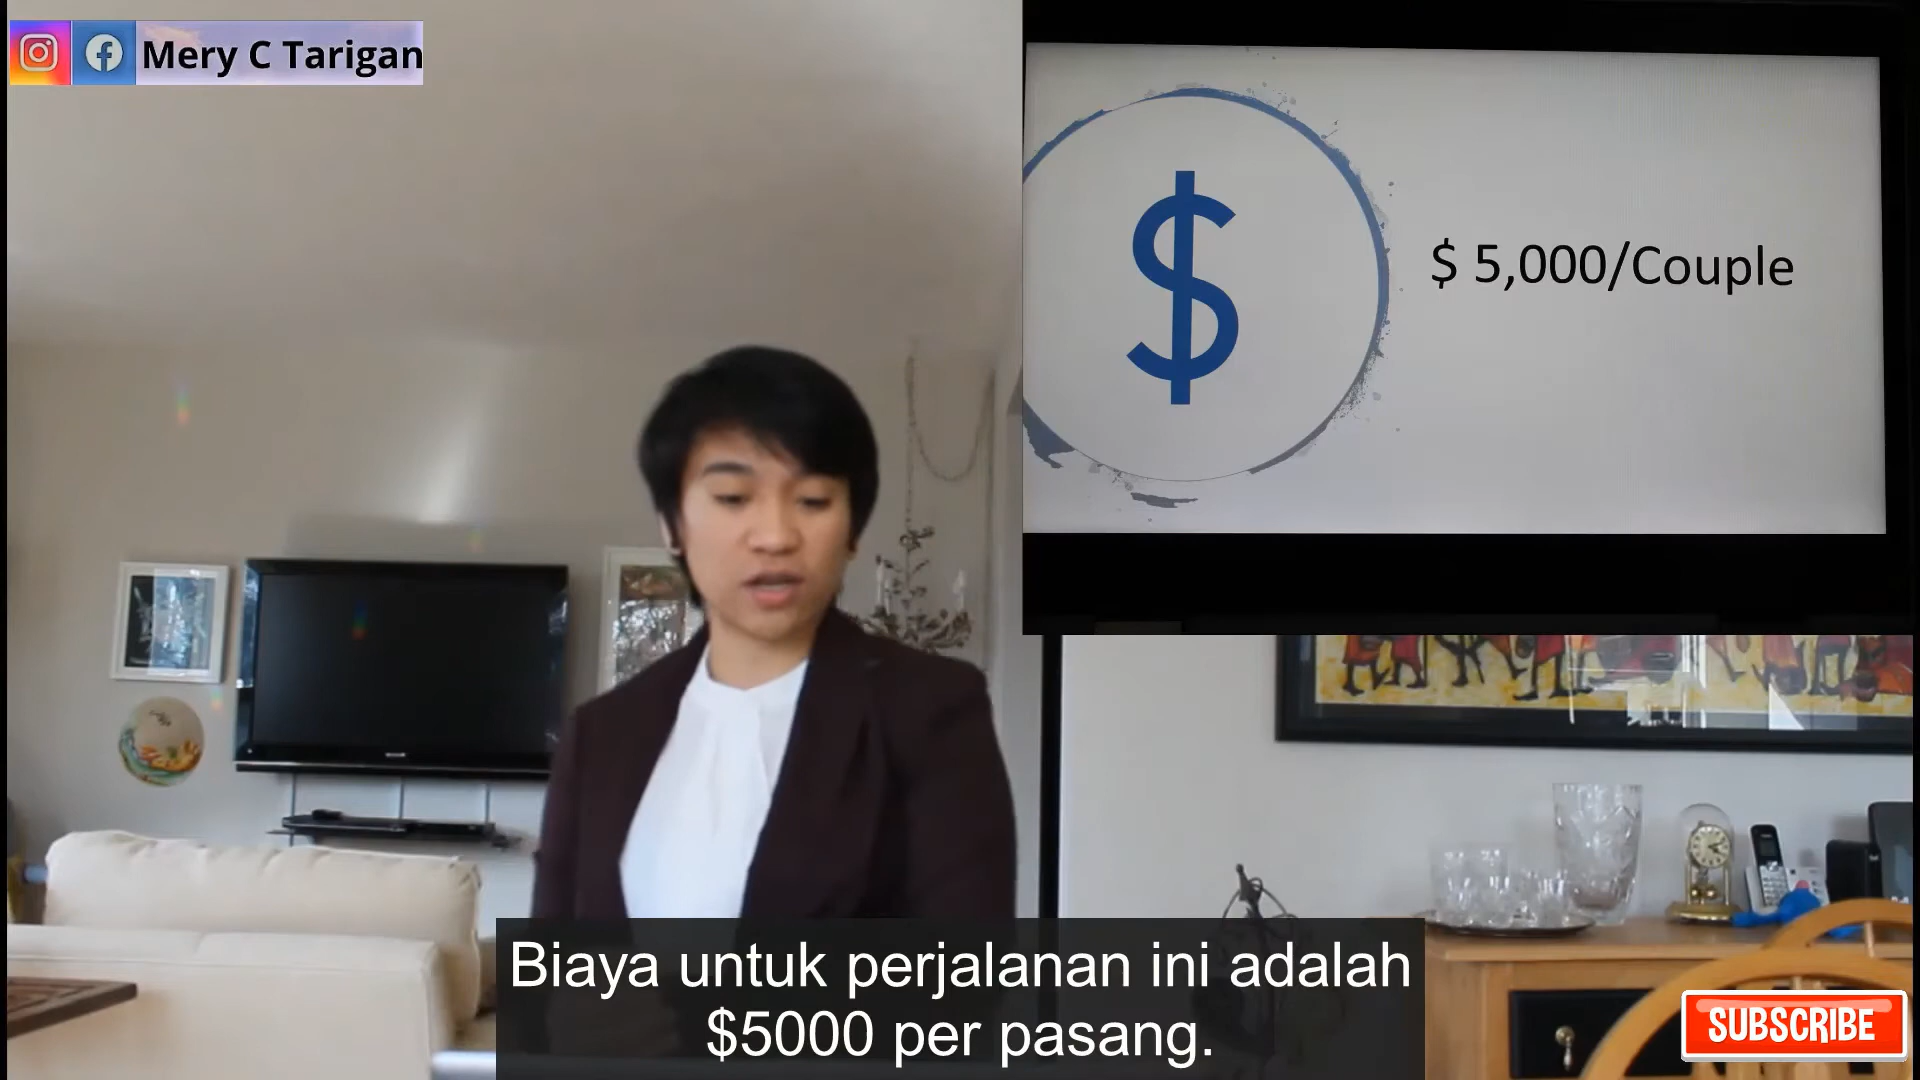 Mery C Tarigan
$
$ 5,000/Couple
Biaya untuk perjalanan ini adalah
$5000 per pasang.
SUBSCRIBE